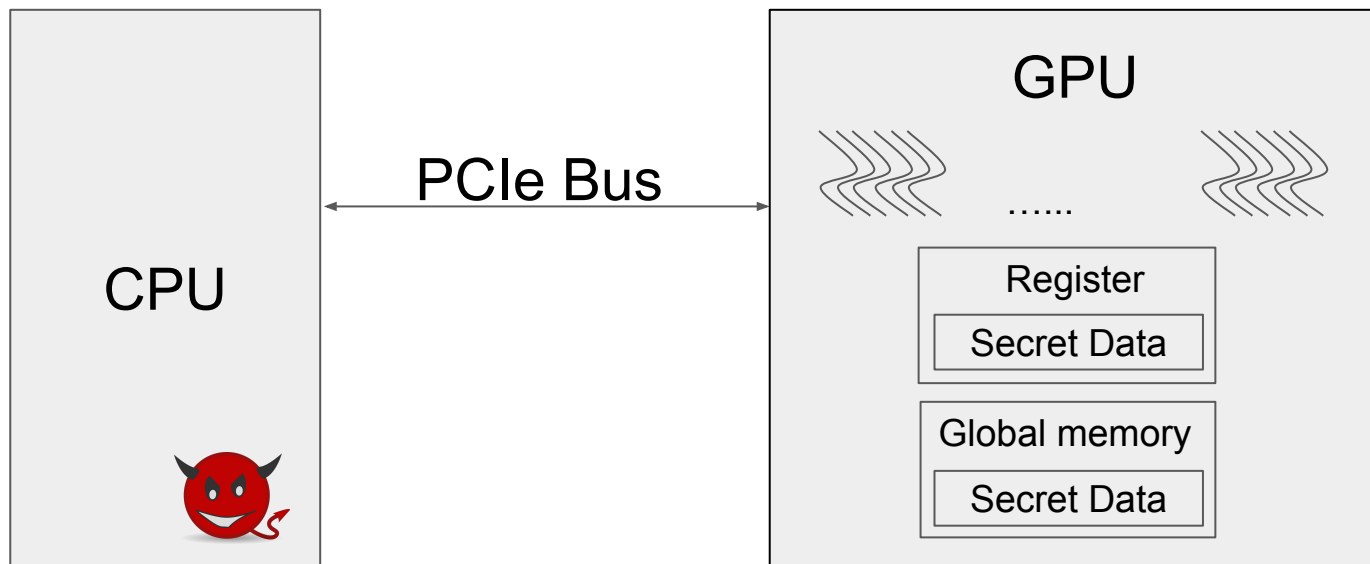 CPU
PCIe Bus
GPU
…...
Register
Secret Data
Global memory
Secret Data